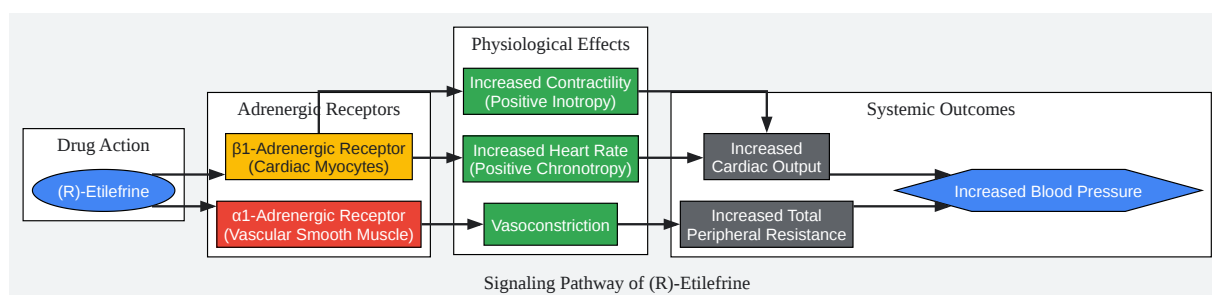 Drug Action
(R)-Etilefrine
Adrenergic Receptors
β1-Adrenergic Receptor
(Cardiac Myocytes)
α1-Adrenergic Receptor
(Vascular Smooth Muscle)
Physiological Effects
Increased Contractility
(Positive Inotropy)
Increased Heart Rate
(Positive Chronotropy)
Vasoconstriction
Systemic Outcomes
Increased
Cardiac Output
Increased Total
Peripheral Resistance
Increased Blood Pressure
Signaling Pathway of (R)-Etilefrine